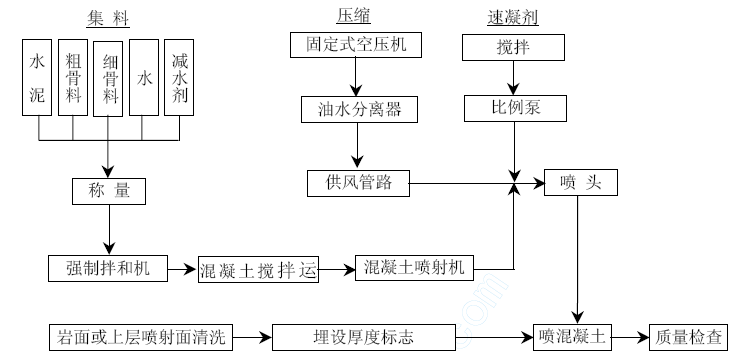 集 料
压缩
速凝剂
水泥
粗骨料
细骨料
水
减水剂
固定式空压机
搅拌
油水分离器
比例泵
称 量
供风管路
喷 头
强制拌和机
混凝土搅拌运
混凝土喷射机
岩面或上层喷射面清洗
埋设厚度标志
喷混凝土
质量检查
com